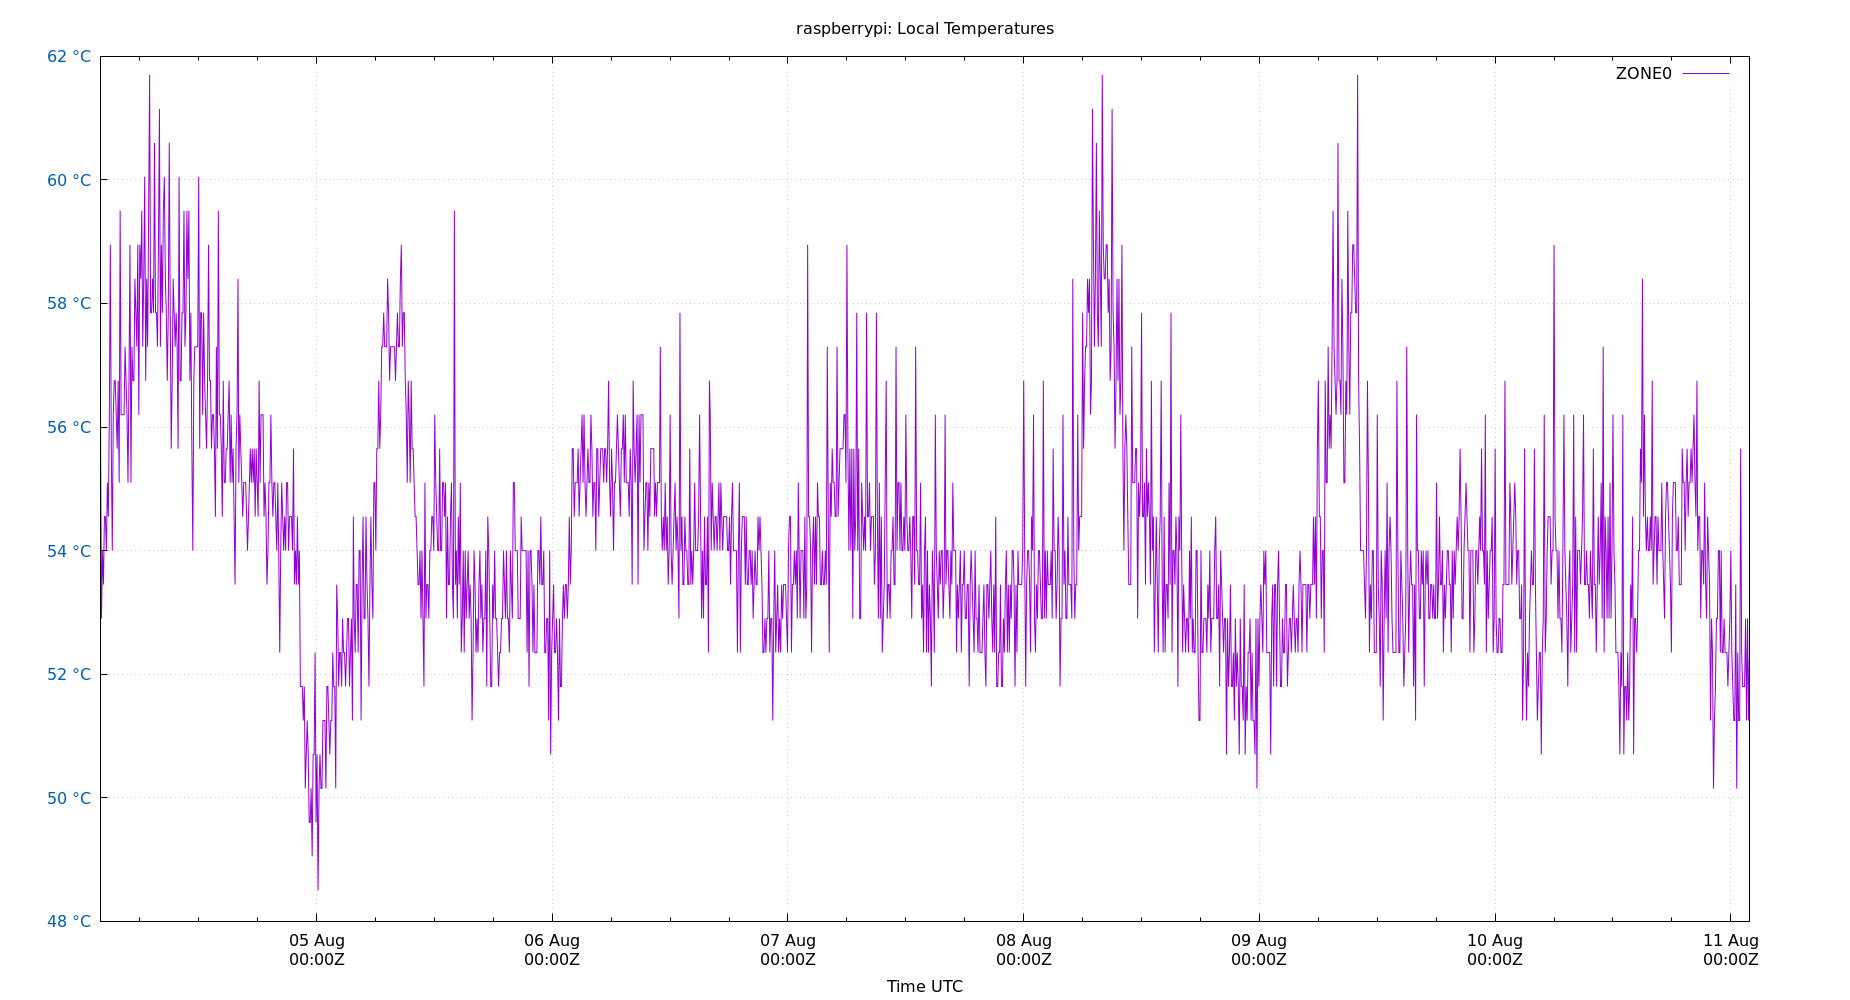 raspberrypi: Local Temperatures
62 °C
ZONE0
60 °C
58 °C
56 °C
54 °C
52 °C
50 °C
48 °C
05 Aug 06 Aug 07 Aug 08 Aug 09 Aug 10 Aug 11 Aug
00:00Z 00:00Z 00:00Z 00:00Z 00:00Z 00:00Z 00:00Z
Time UTC